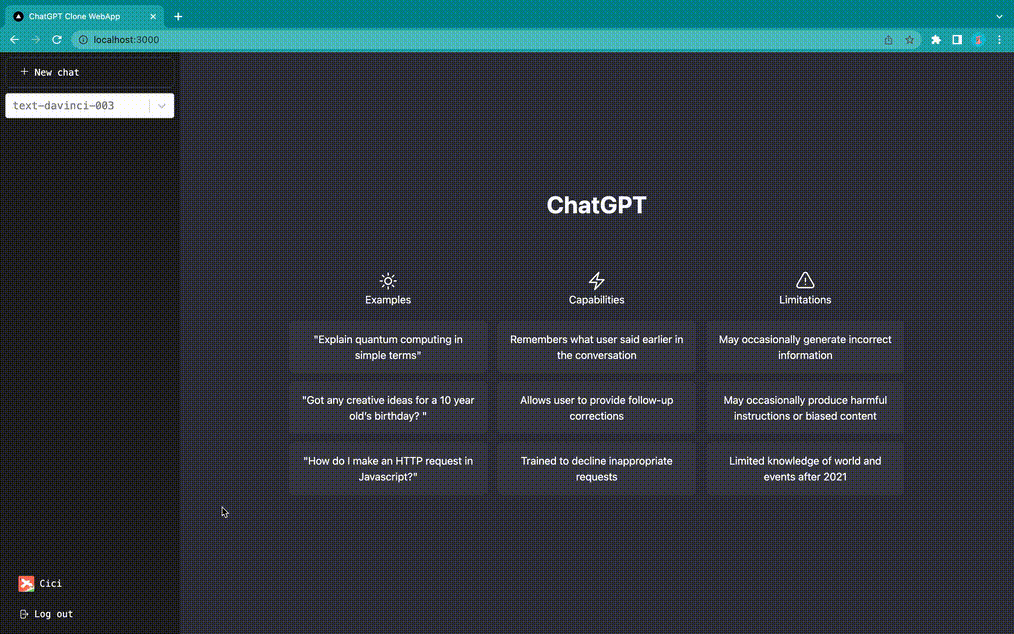 ChatGPT Clone WebApp
localhost:3000
New chat
text-davinci-003
ChatGPT
Examples
Capabilities
Limitations
"Explain quantum computing in
simple terms"
Remembers what user said earlier in
the conversation
May occasionally generate incorrect
information
"Got any creative ideas for a 10 year
old's birthday? "
Allows user to provide follow-up
corrections
May occasionally produce harmful
instructions or biased content
"How do I make an HTTP request in
Javascript?"
Trained to decline inappropriate
requests
Limited knowledge of world and
events after 2021
Cici
Log out